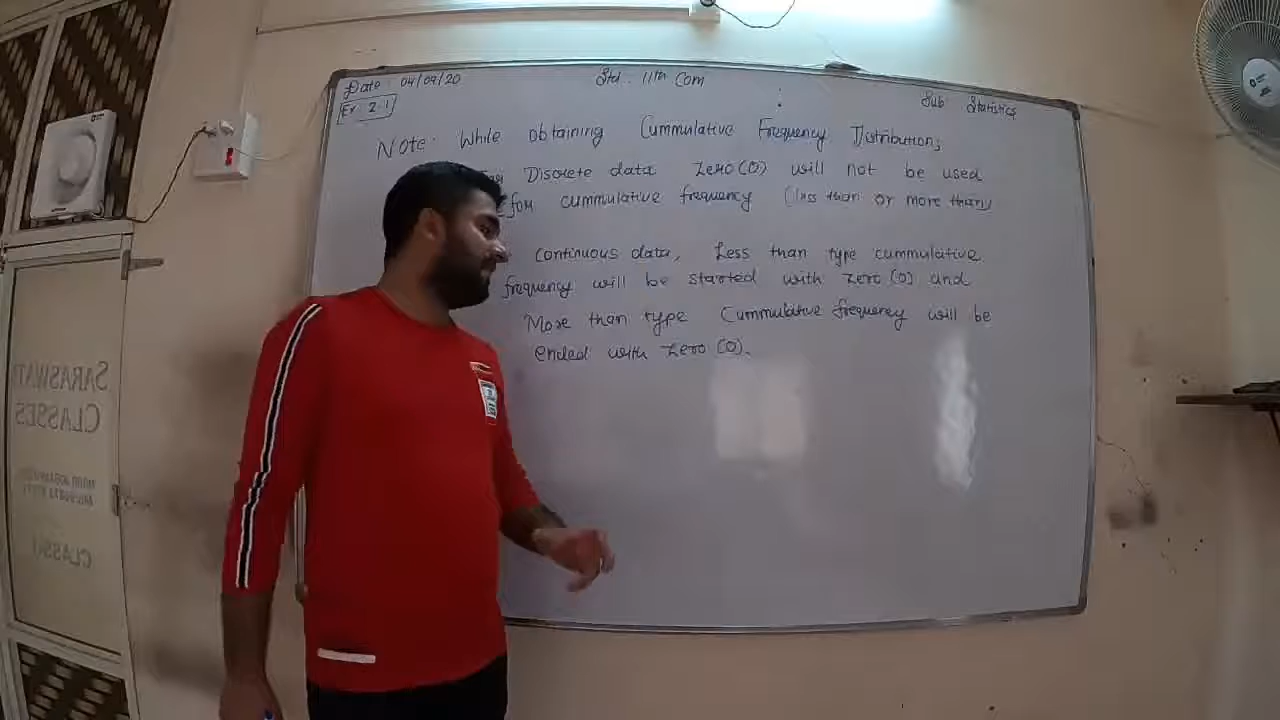 Date 04/09/20
Std. 11th Com
Sub Statistics
Ex. 2.1
Note: While obtaining Cummulative Frequency Distribution,
Discrete data Zero(0) will not be used
for cummulative frequency (less than or more than)
continuous data, Less than type cummulative
frequency will be started with zero (0) and
More than type Cummulative frequency will be
ended with zero (0).
SARASWATI
CLASSES